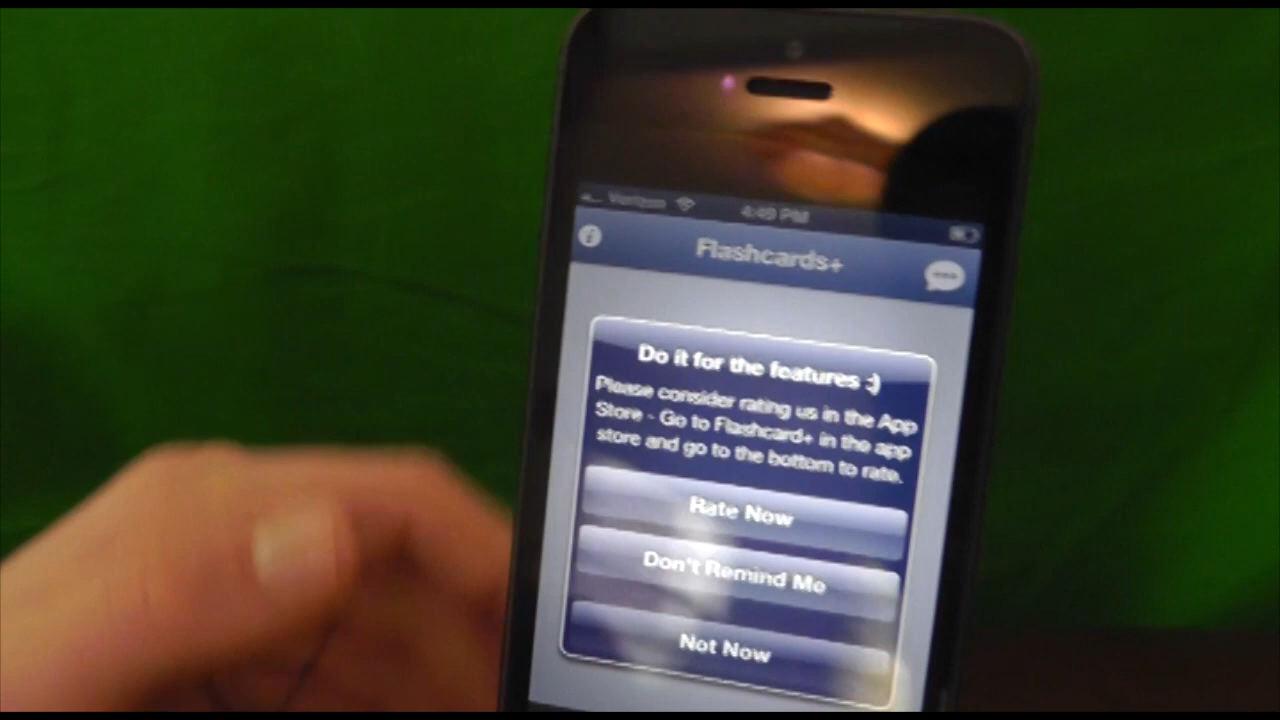 Verizon 4:49 PM
Flashcards+
Do it for the features :)
Please consider rating us in the App
Store - Go to Flashcard+ in the app
store and go to the bottom to rate.
Rate Now
Don't Remind Me
Not Now